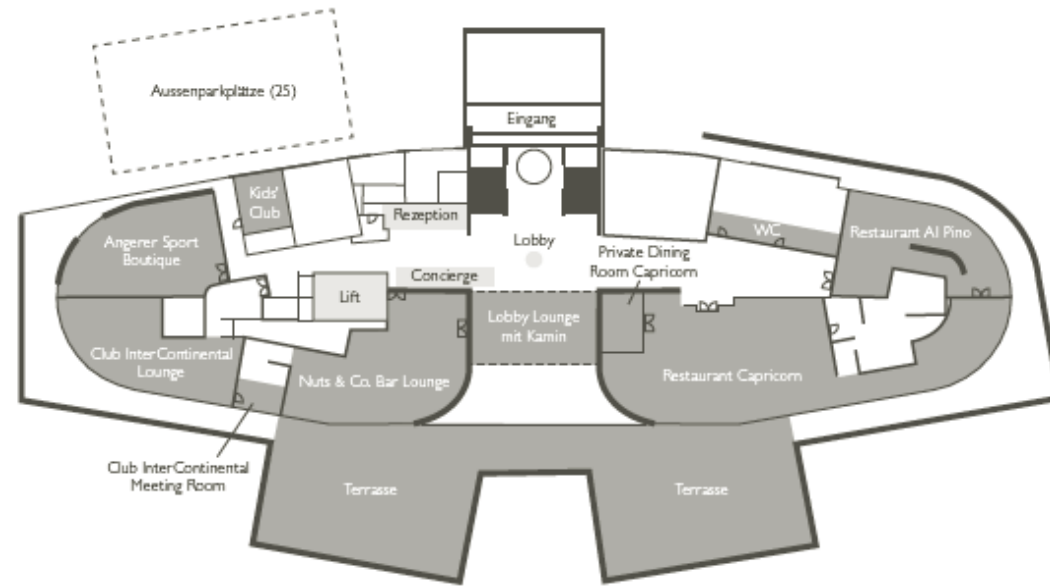 Aussenparkplätze (25)
Eingang
Kids'
Club
Rezeption
WC
Restaurant Al Pino
Angerer Sport
Boutique
Lobby
Private Dining
Room Capricorn
Concierge
Lift
Lobby Lounge
mit Kamin
Club InterContinental
Lounge
Nuts & Co. Bar Lounge
Restaurant Capricorn
Club InterContinental
Meeting Room
Terrasse
Terrasse